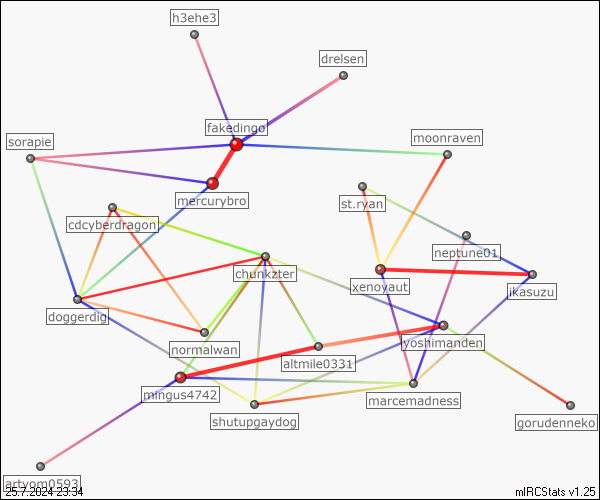 h3ehe3
drelsen
fakedingo
moonraven
sorapie
mercurybro
st.ryan
cdcyberdragon
neptune01
chunkzter
xenoyaut
jkasuzu
doggerdig
yoshimanden
normalwan
altmile0331
mingus4742
marcemadness
shutupgaydog
gorudenneko
artyom0593
25.7.2024 23:34
mIRCStats v1.25